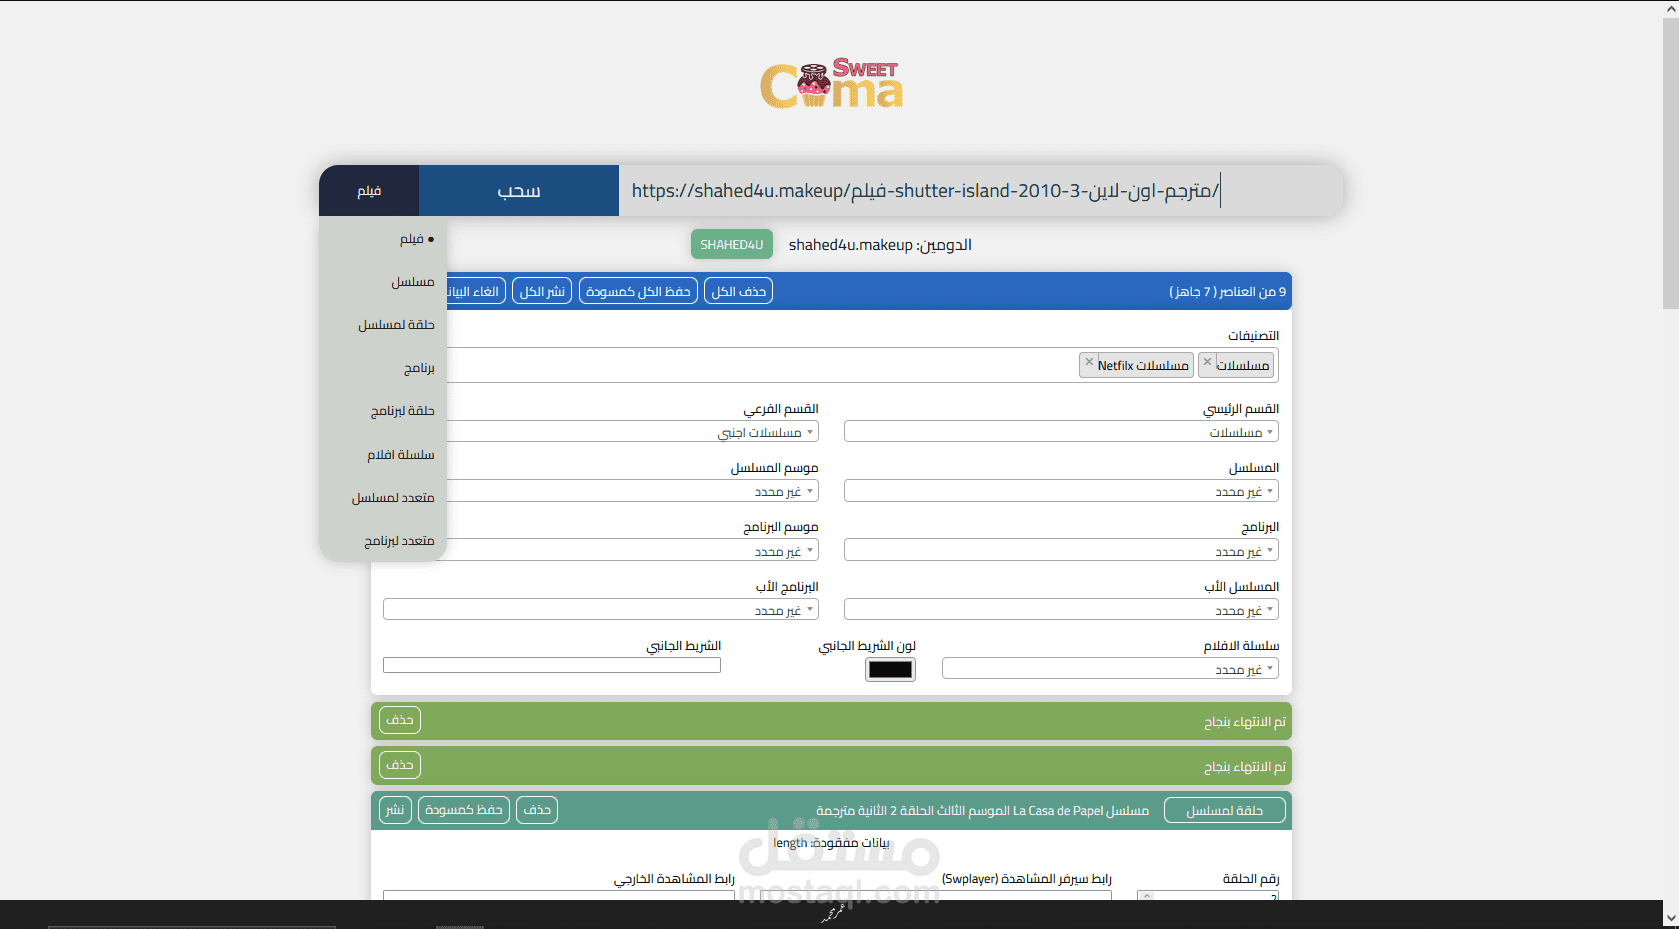 SWEET
Cima
فيلم
سحب
https://shahed4u.makeup/فيلم-shutter-island-2010-3-مترجم-اون-لاين/
الدومين: shahed4u.makeup
SHAHED4U
● فيلم
مسلسل
حلقة لمسلسل
برنامج
حلقة لبرنامج
سلسلة افلام
متعدد لمسلسل
متعدد لبرنامج
9 من العناصر ( 7 جاهز )
حذف الكل
حفظ الكل كمسودة
نشر الكل
الغاء
التصنيفات
مسلسلات ×
مسلسلات Netfilx ×
القسم الرئيسي
مسلسلات
القسم الفرعي
مسلسلات اجنبي
المسلسل
غير محدد
موسم المسلسل
غير محدد
البرنامج
غير محدد
موسم البرنامج
غير محدد
المسلسل الأب
غير محدد
البرنامج الأب
غير محدد
سلسلة الافلام
غير محدد
لون الشريط الجانبي
الشريط الجانبي
تم الانتهاء بنجاح
حذف
تم الانتهاء بنجاح
حذف
حلقة لمسلسل
مسلسل La Casa de Papel الموسم الثالث الحلقة 2 الثانية مترجمة
حذف
حفظ كمسودة
نشر
بيانات مفقودة: length
رقم الحلقة
2
رابط سيرفر المشاهدة (Swplayer)
رابط المشاهدة الخارجي
مستقل
mostaql.com